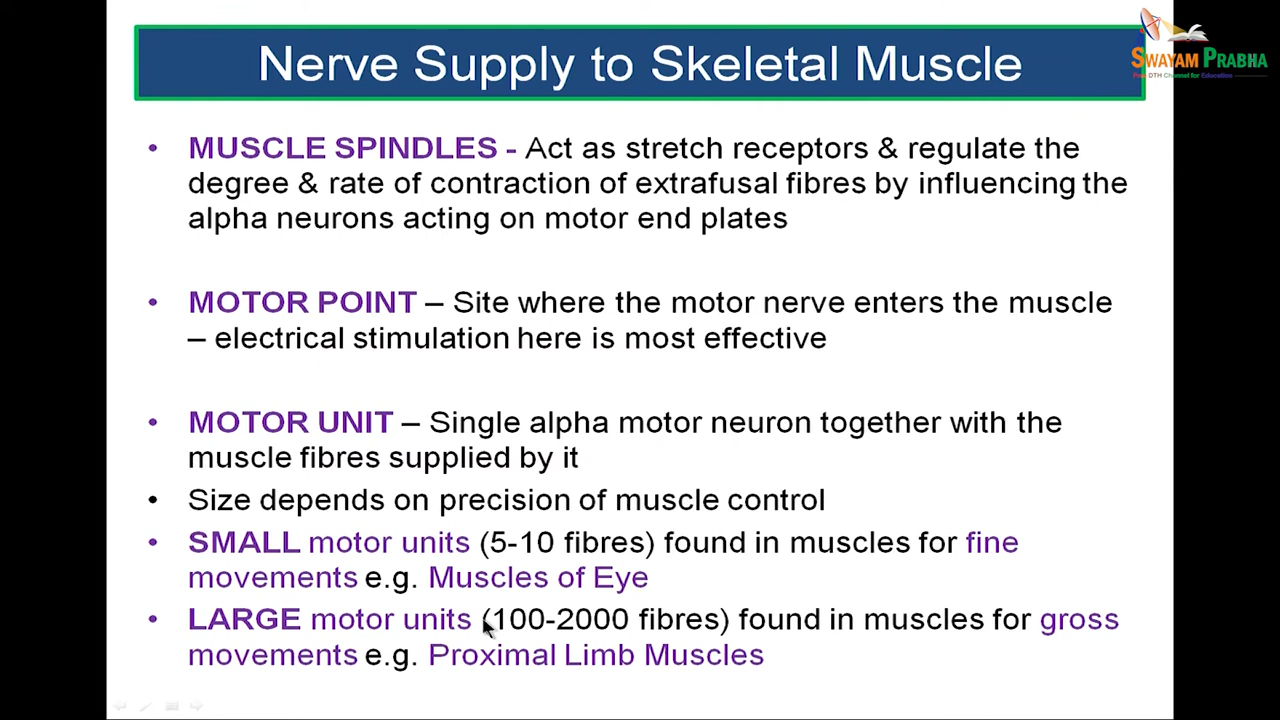 Nerve Supply to Skeletal Muscle
SWAYAM PRABHA
Free DTH Channel for Education
• MUSCLE SPINDLES - Act as stretch receptors & regulate the
degree & rate of contraction of extrafusal fibres by influencing the
alpha neurons acting on motor end plates
• MOTOR POINT – Site where the motor nerve enters the muscle
– electrical stimulation here is most effective
• MOTOR UNIT – Single alpha motor neuron together with the
muscle fibres supplied by it
• Size depends on precision of muscle control
• SMALL motor units (5-10 fibres) found in muscles for fine
movements e.g. Muscles of Eye
• LARGE motor units (100-2000 fibres) found in muscles for gross
movements e.g. Proximal Limb Muscles